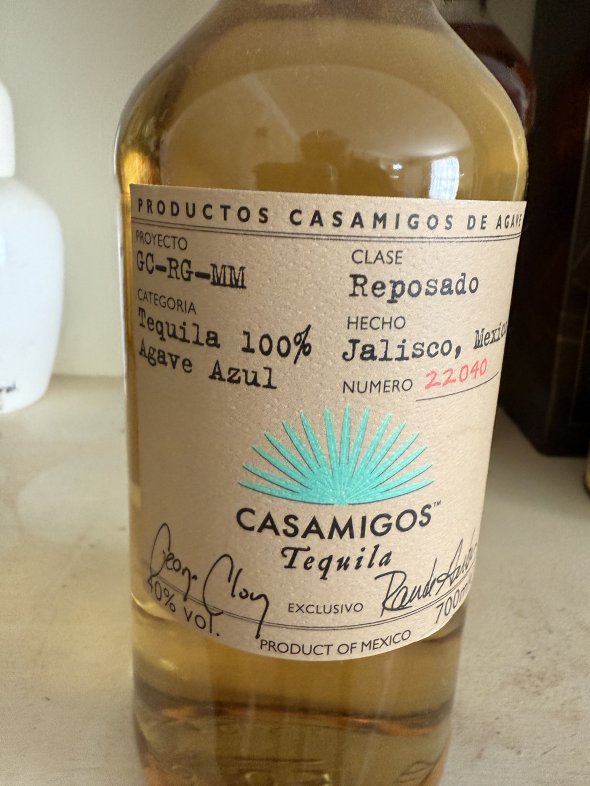 PRODUCTOS CASAMIGOS DE AGAVE
PROYECTO
GC-RG-MM
CATEGORIA
Tequila 100%
Agave Azul
CLASE
Reposado
HECHO
Jalisco, Mexico
NUMERO 22040
CASAMIGOS™
Tequila
EXCLUSIVO
40% VOL.
700ml
PRODUCT OF MEXICO